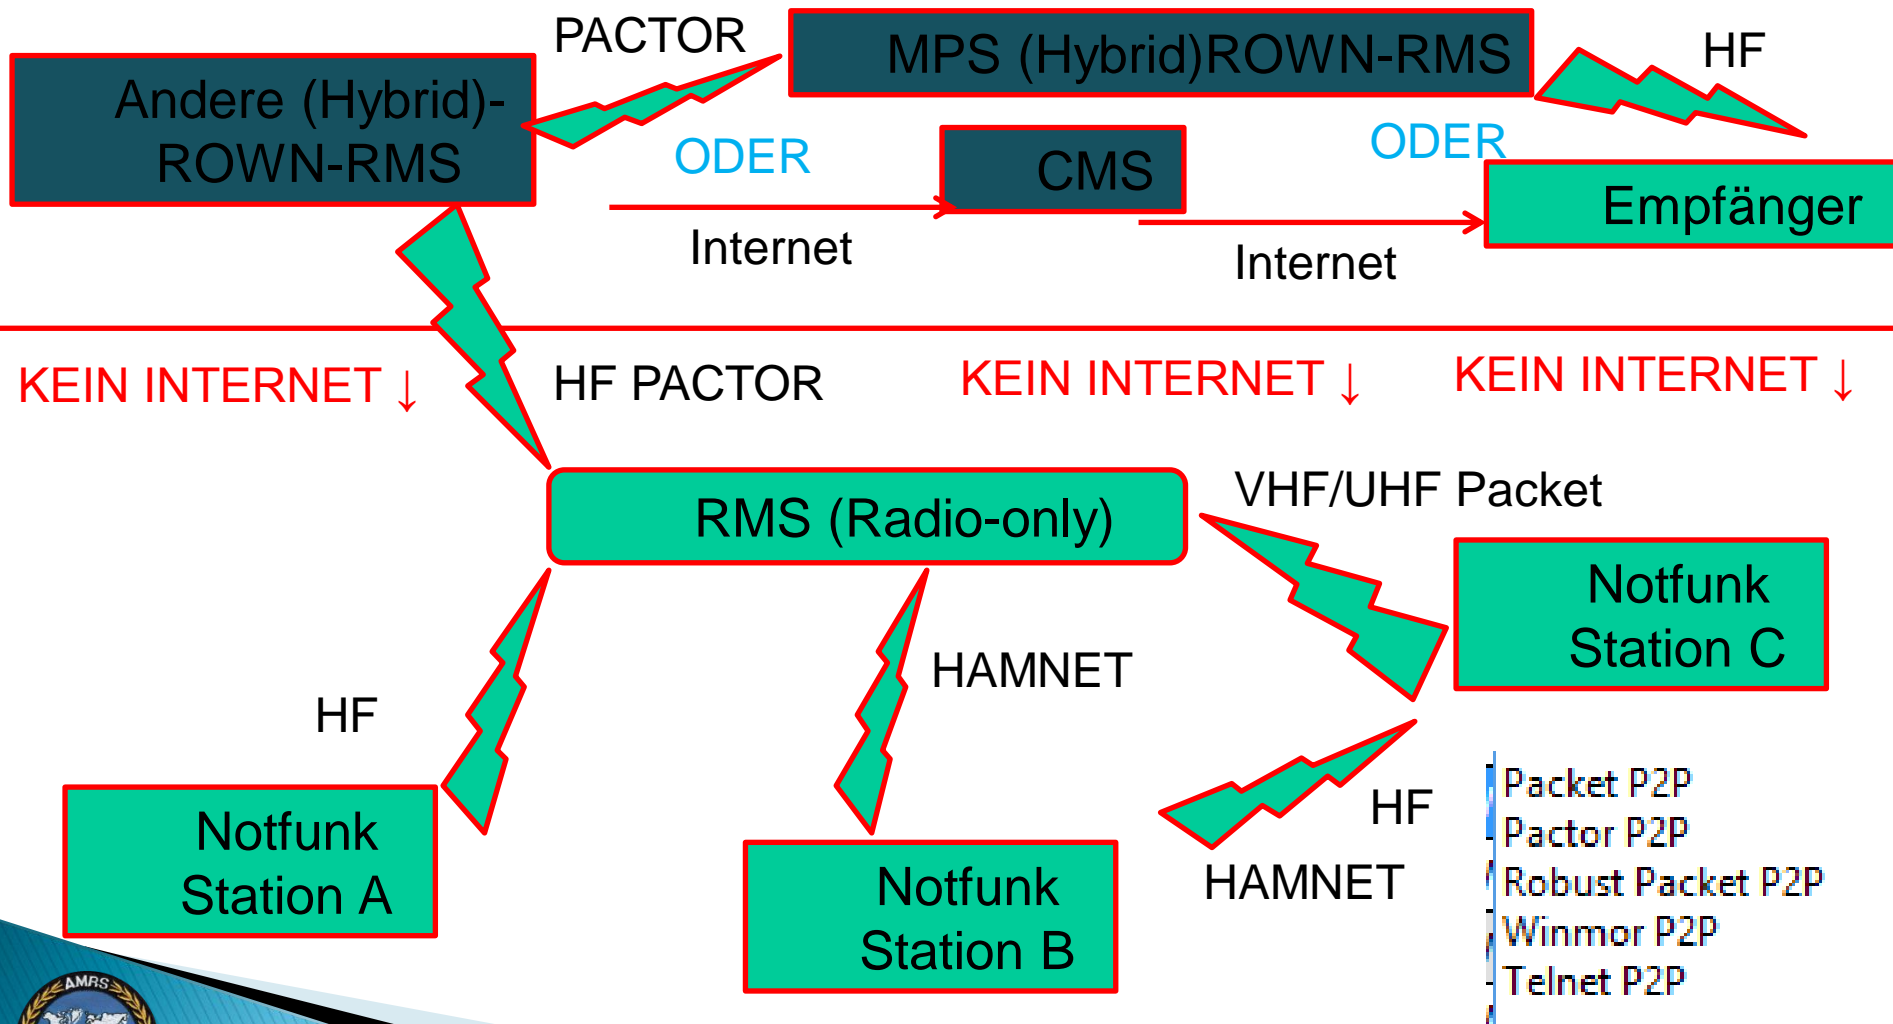 PACTOR
MPS (Hybrid)ROWN-RMS
HF
Andere (Hybrid)-
ROWN-RMS
ODER
CMS
ODER
Empfänger
Internet
Internet
KEIN INTERNET ↓
HF PACTOR
KEIN INTERNET ↓
KEIN INTERNET ↓
RMS (Radio-only)
VHF/UHF Packet
Notfunk
Station C
HAMNET
HF
Notfunk
Station A
HF
HAMNET
Notfunk
Station B
Packet P2P
Pactor P2P
Robust Packet P2P
Winmor P2P
Telnet P2P
AMRS